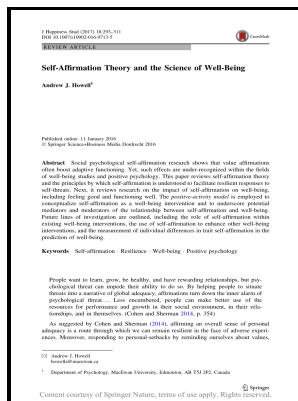 J Happiness Stud (2017) 18:293–311
DOI 10.1007/s10902-016-9713-5
CrossMark
REVIEW ARTICLE
Self-Affirmation Theory and the Science of Well-Being
Andrew J. Howell¹
Published online: 11 January 2016
© Springer Science+Business Media Dordrecht 2016
Abstract Social psychological self-affirmation research shows that value affirmations
often boost adaptive functioning. Yet, such effects are under-recognized within the fields
of well-being studies and positive psychology. This paper reviews self-affirmation theory
and the principles by which self-affirmation is understood to facilitate resilient responses to
self-threats. Next, it reviews research on the impact of self-affirmation on well-being,
including feeling good and functioning well. The positive-activity model is employed to
conceptualize self-affirmation as a well-being intervention and to underscore potential
mediators and moderators of the relationship between self-affirmation and well-being.
Future lines of investigation are outlined, including the role of self-affirmation within
existing well-being interventions, the use of self-affirmation to enhance other well-being
interventions, and the measurement of individual differences in trait self-affirmation in the
prediction of well-being.
Keywords Self-affirmation · Resilience · Well-being · Positive psychology
People want to learn, grow, be healthy, and have rewarding relationships, but psy-
chological threat can impede their ability to do so. By helping people to situate
threats into a narrative of global adequacy, affirmations turn down the inner alarm of
psychological threat…. Less encumbered, people can make better use of the
resources for performance and growth in their social environment, in their rela-
tionships, and in themselves. (Cohen and Sherman 2014, p. 354)
As suggested by Cohen and Sherman (2014), affirming an overall sense of personal
adequacy is a route through which we can remain resilient in the face of adverse experi-
ences. Moreover, responding to personal setbacks by reminding ourselves about values,
✉ Andrew J. Howell
howella@macewan.ca
¹ Department of Psychology, MacEwan University, Edmonton, AB T5J 2P2, Canada
Springer
Content courtesy of Springer Nature, terms of use apply. Rights reserved.